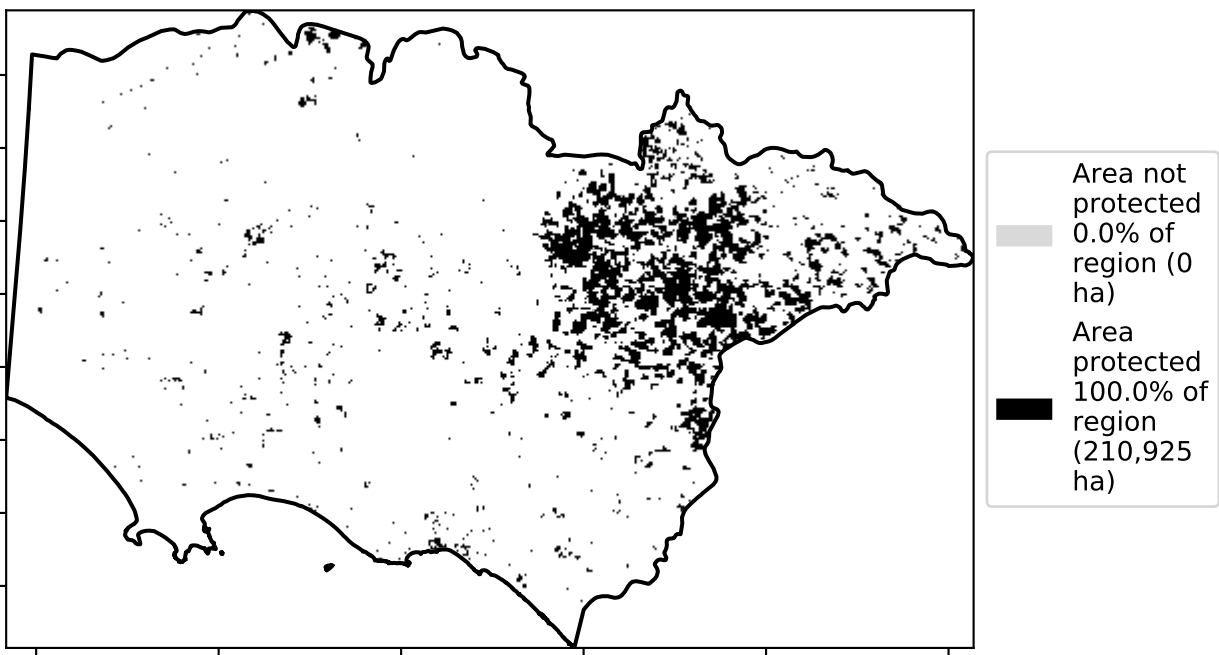 Area not
protected
0.0% of
region (0
ha)
Area
protected
100.0% of
region
(210,925
ha)